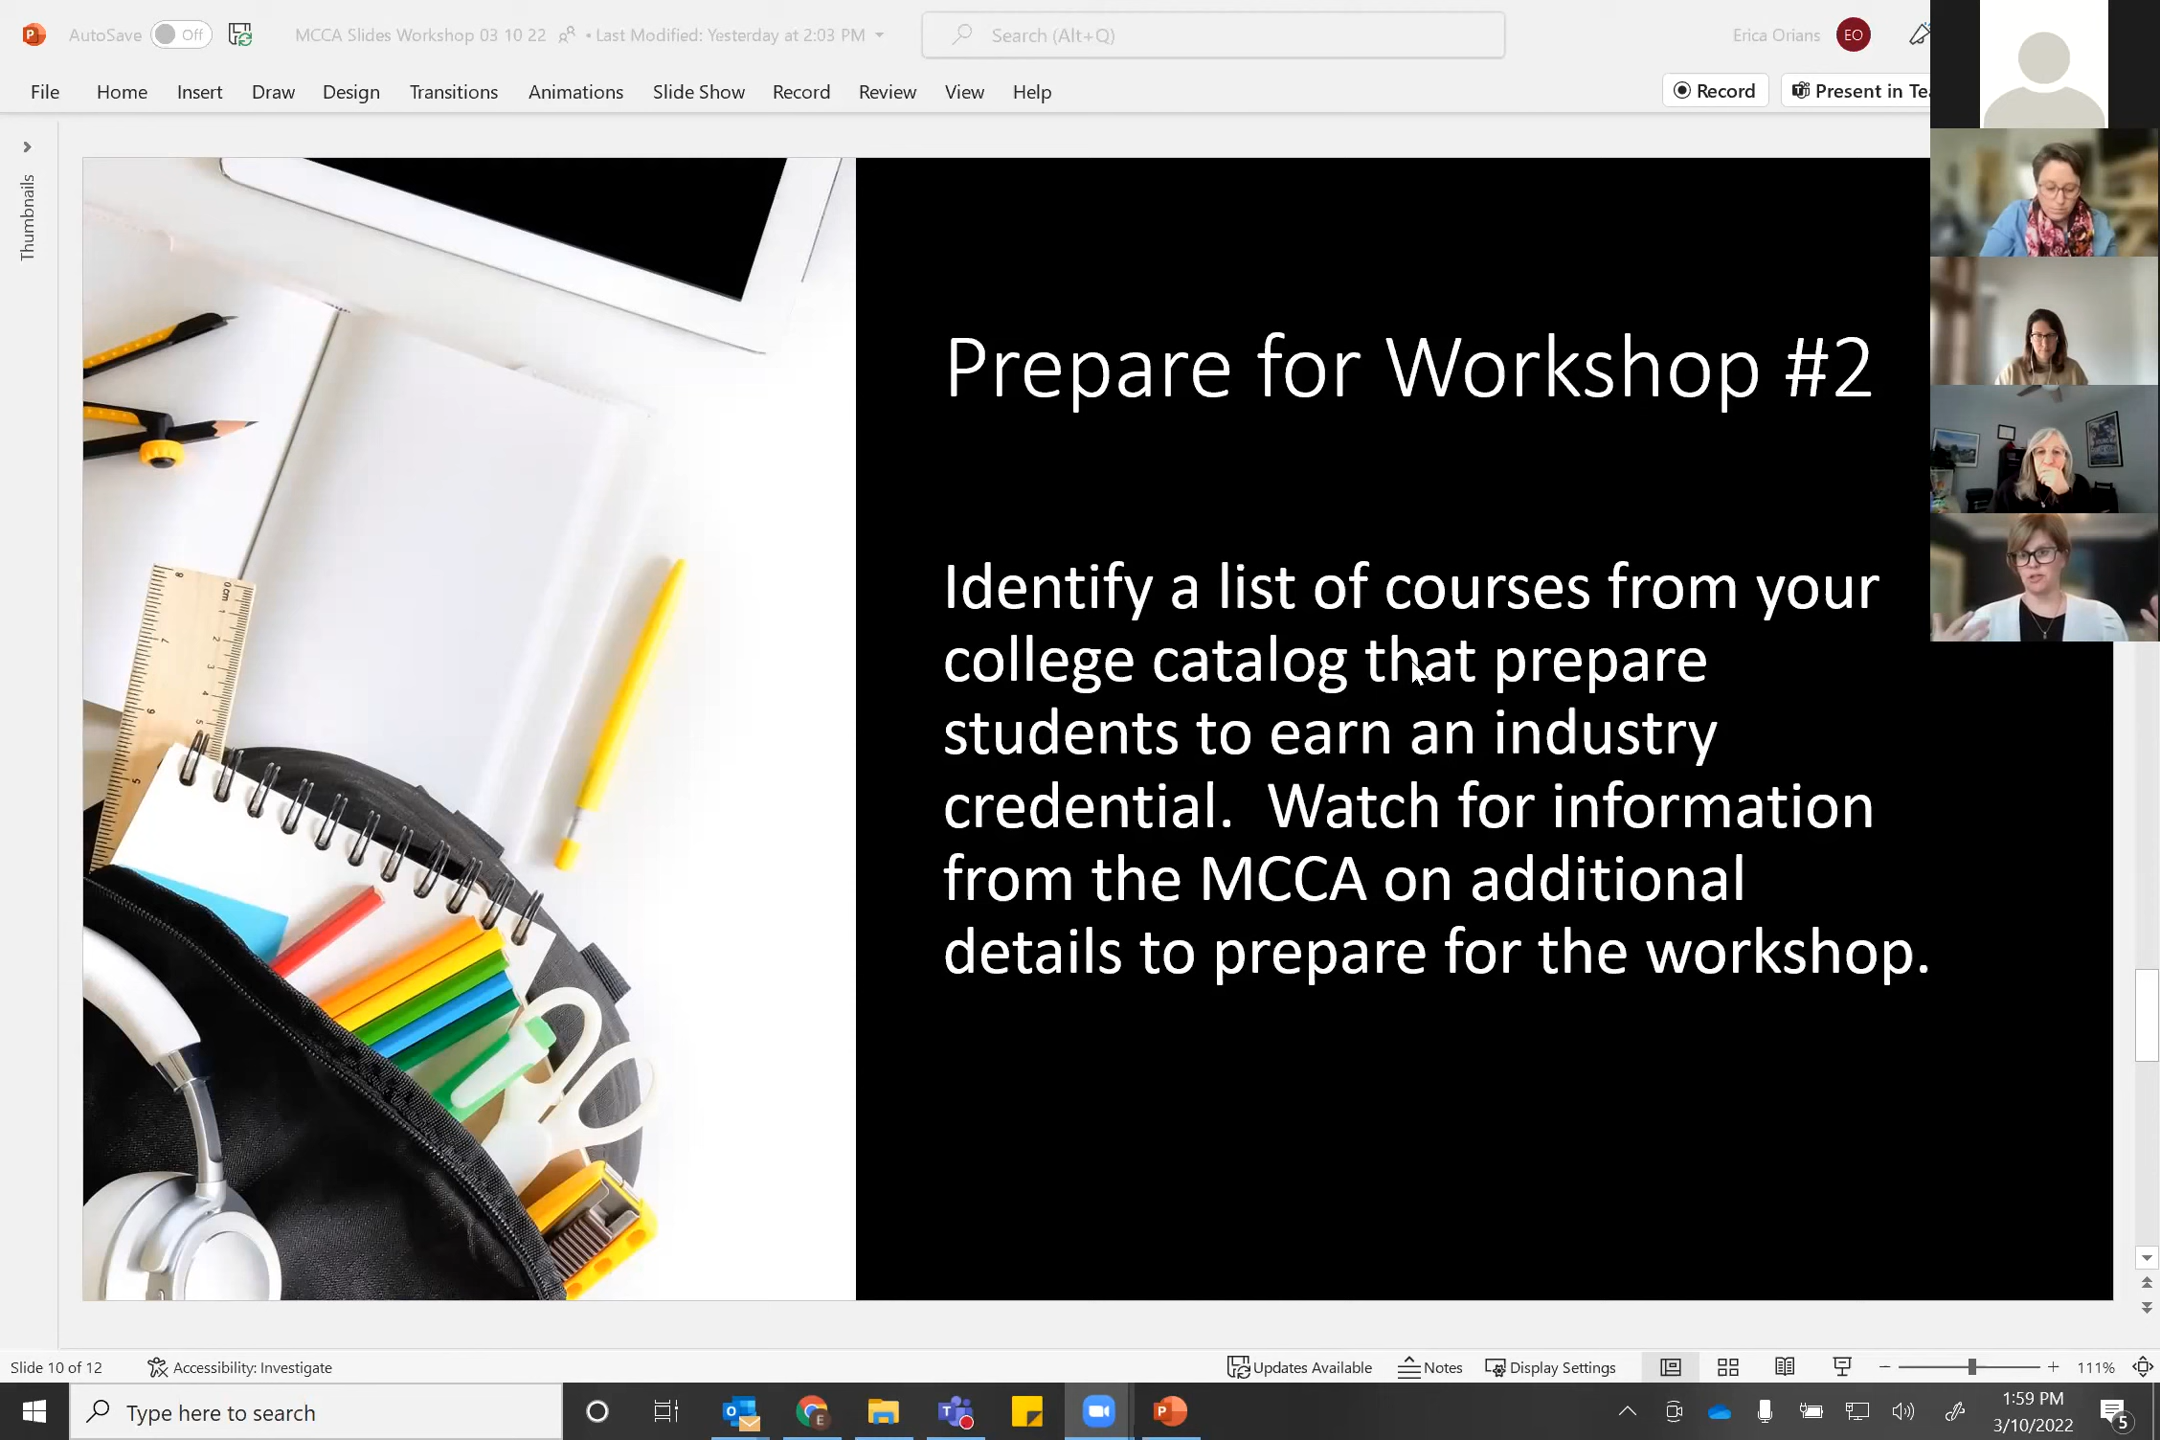 AutoSave Off MCCA Slides Workshop 03 10 22 • Last Modified: Yesterday at 2:03 PM Search (Alt+Q) Erica Orians EO
File Home Insert Draw Design Transitions Animations Slide Show Record Review View Help Record Present in Tea
Thumbnails
Prepare for Workshop #2
Identify a list of courses from your
college catalog that prepare
students to earn an industry
credential. Watch for information
from the MCCA on additional
details to prepare for the workshop.
Slide 10 of 12 Accessibility: Investigate Updates Available Notes Display Settings 111%
Type here to search 1:59 PM
3/10/2022 5